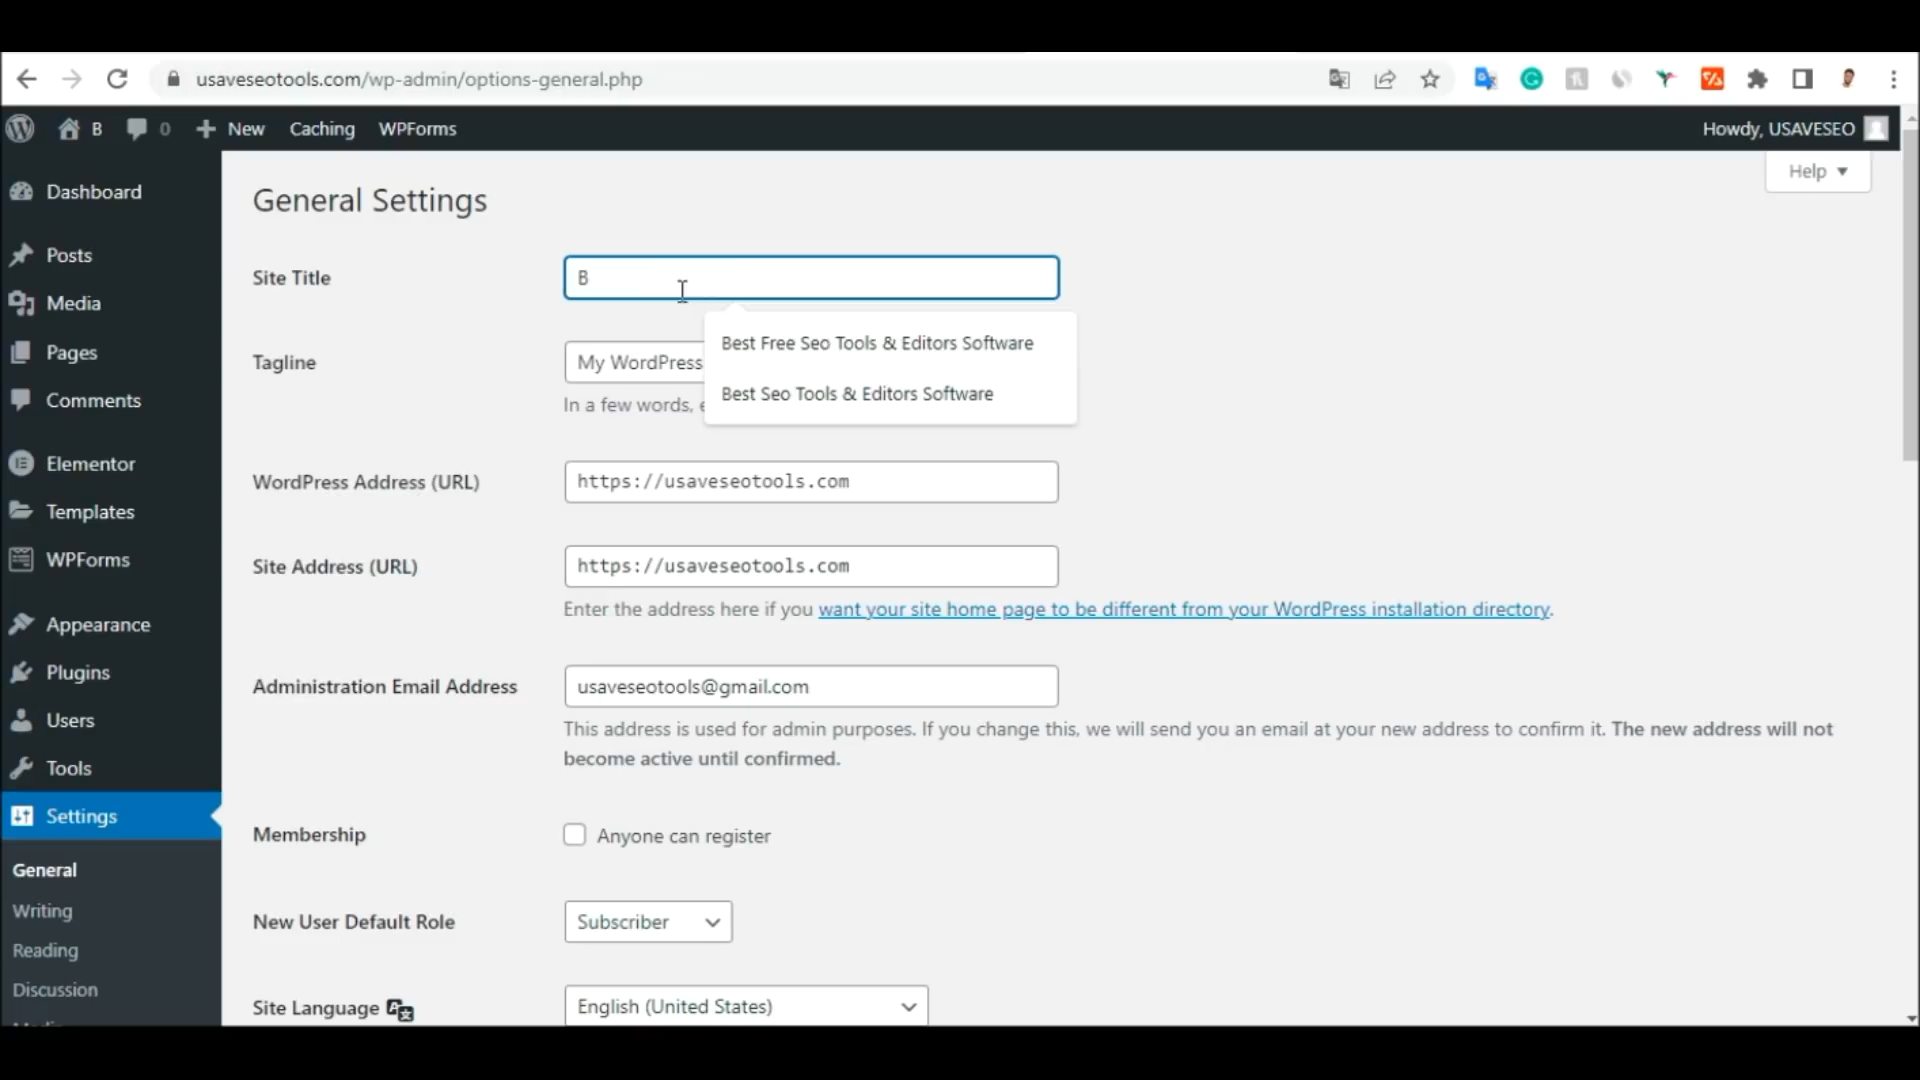 usaveseotools.com/wp-admin/options-general.php
B 0 New Caching WPForms Howdy, USAVESEO
Help
Dashboard
Posts
Media
Pages
Comments
Elementor
Templates
WPForms
Appearance
Plugins
Users
Tools
Settings
General
Writing
Reading
Discussion
General Settings
Site Title B
Best Free Seo Tools & Editors Software
Best Seo Tools & Editors Software
Tagline My WordPress
In a few words,
WordPress Address (URL) https://usaveseotools.com
Site Address (URL) https://usaveseotools.com
Enter the address here if you want your site home page to be different from your WordPress installation directory.
Administration Email Address usaveseotools@gmail.com
This address is used for admin purposes. If you change this, we will send you an email at your new address to confirm it. The new address will not
become active until confirmed.
Membership Anyone can register
New User Default Role Subscriber
Site Language English (United States)